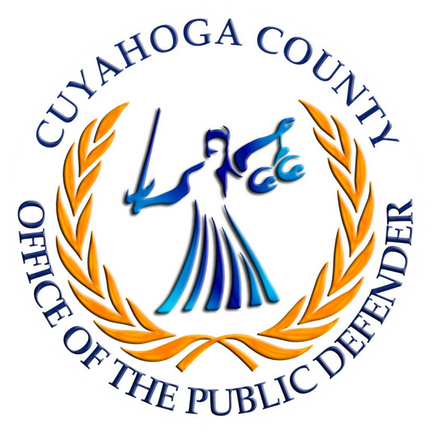 CUYAHOGA COUNTY
OFFICE OF THE PUBLIC DEFENDER